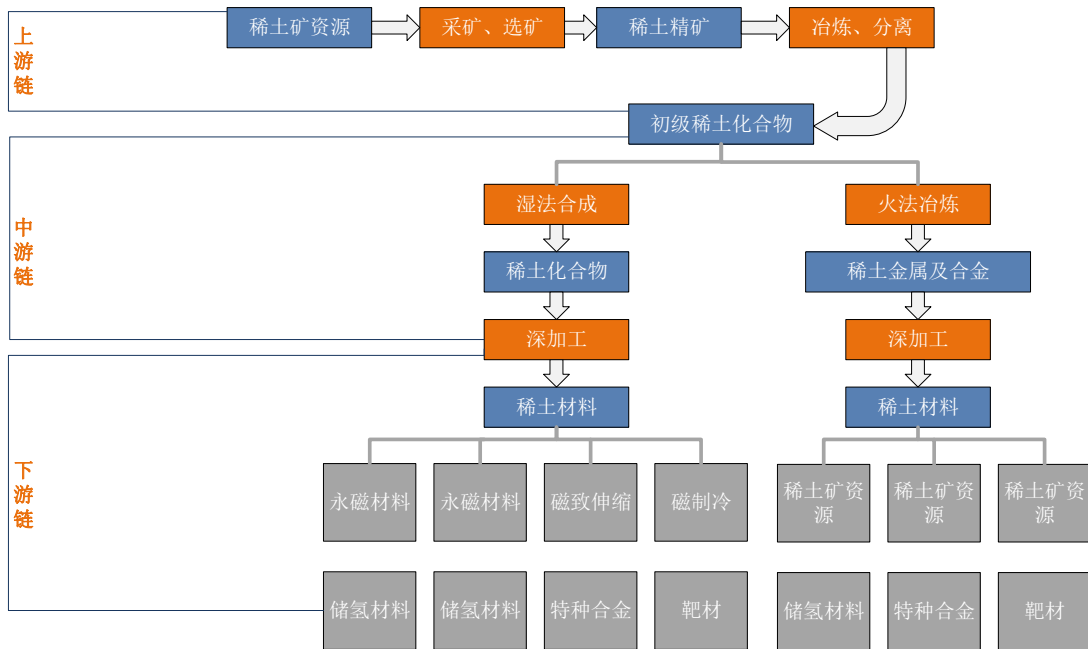 上
游
链
稀土矿资源
采矿、选矿
稀土精矿
冶炼、分离
初级稀土化合物
中
游
链
湿法合成
火法冶炼
稀土化合物
稀土金属及合金
深加工
深加工
下
游
链
稀土材料
稀土材料
永磁材料
永磁材料
磁致伸缩
磁制冷
稀土矿资
源
稀土矿资
源
稀土矿资
源
储氢材料
储氢材料
特种合金
靶材
储氢材料
特种合金
靶材